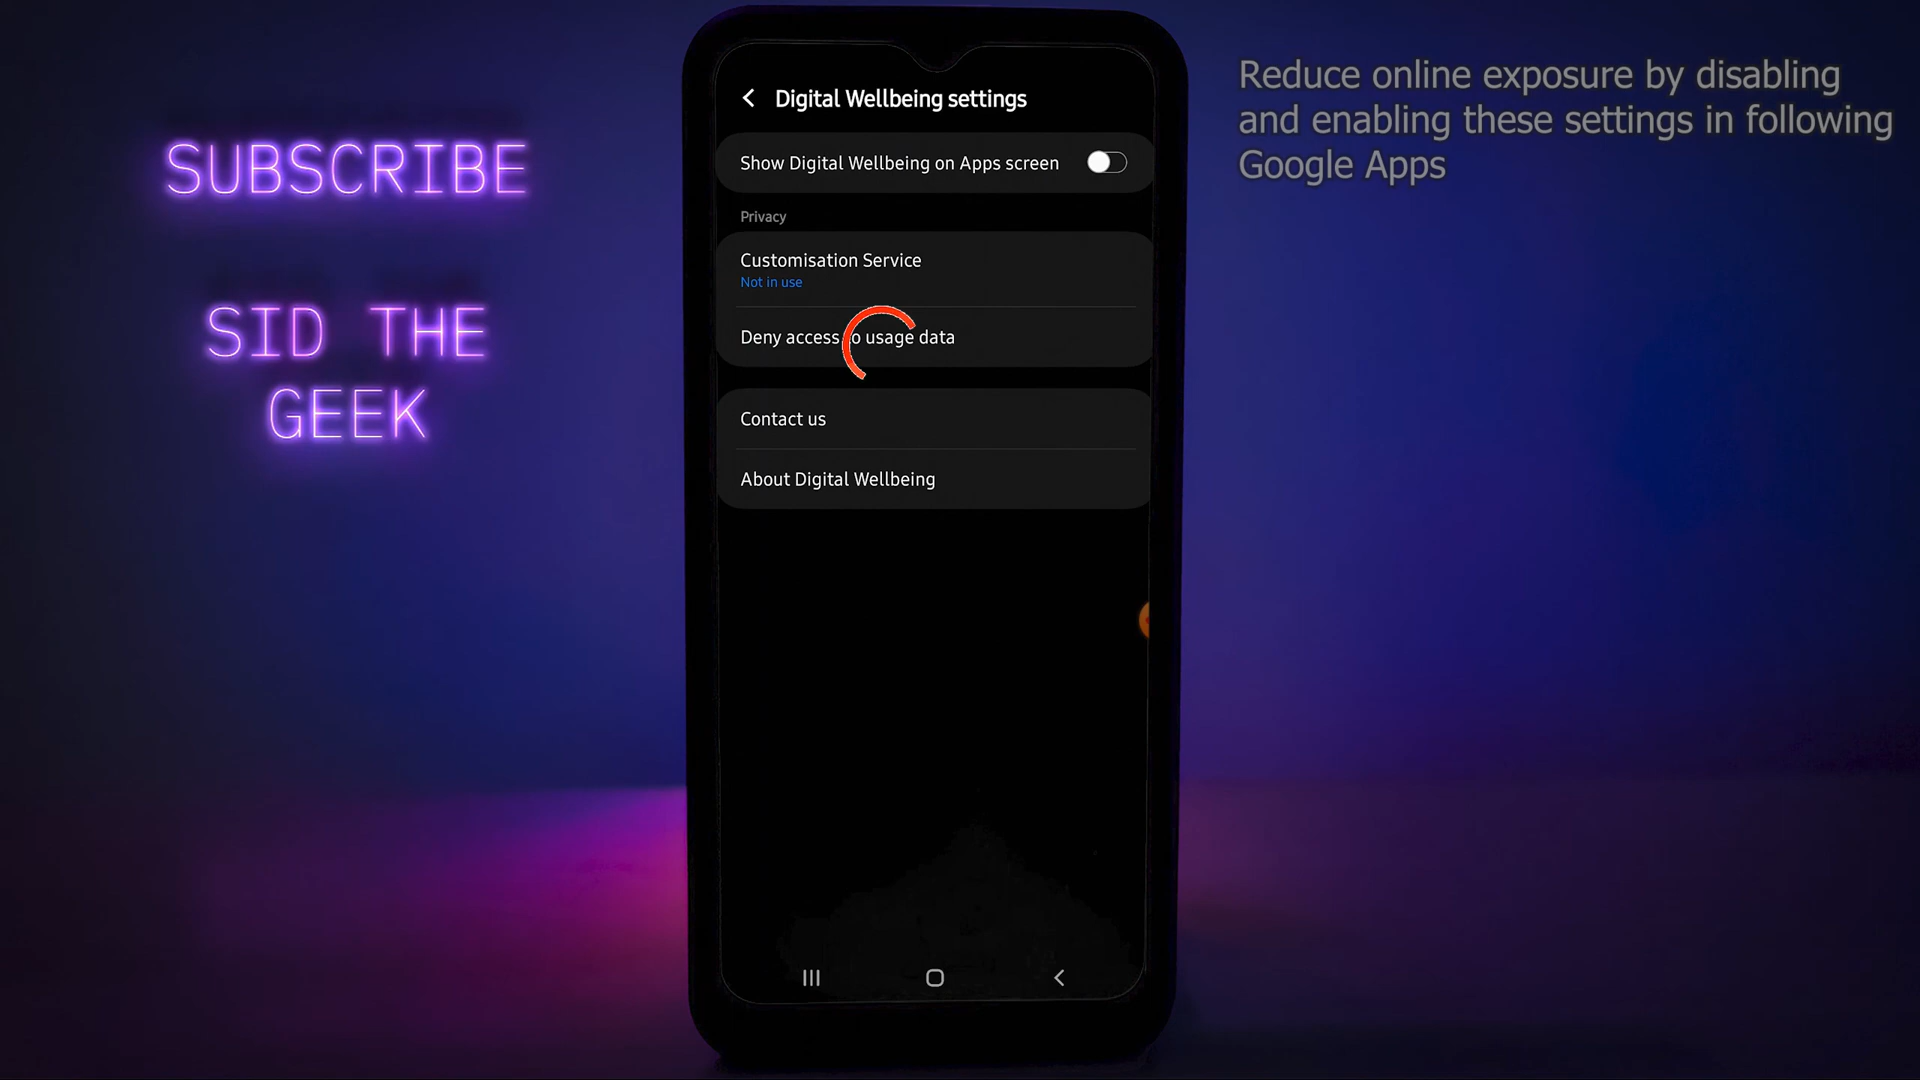 SUBSCRIBE
SID THE
GEEK
Digital Wellbeing settings
Show Digital Wellbeing on Apps screen
Privacy
Customisation Service
Not in use
Deny access to usage data
Contact us
About Digital Wellbeing
Reduce online exposure by disabling
and enabling these settings in following
Google Apps